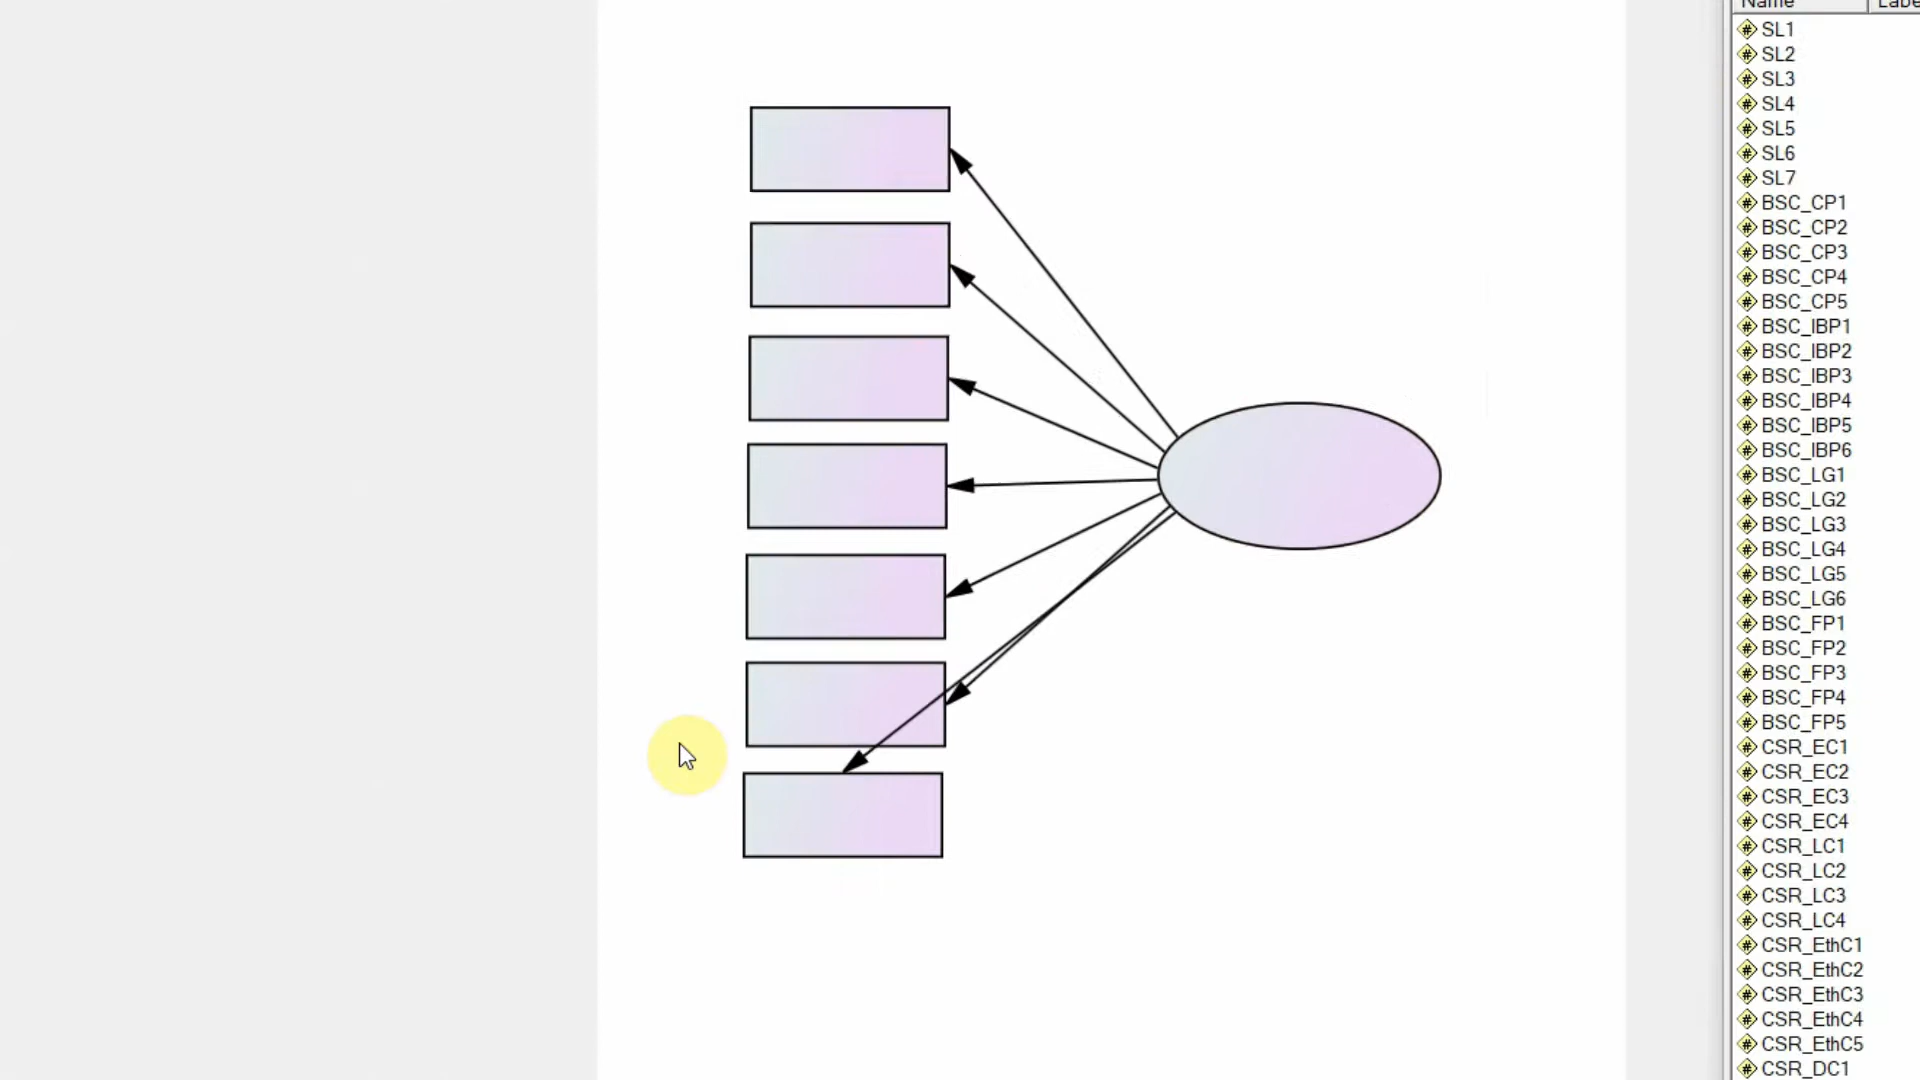 Name
SL1
SL2
SL3
SL4
SL5
SL6
SL7
BSC_CP1
BSC_CP2
BSC_CP3
BSC_CP4
BSC_CP5
BSC_IBP1
BSC_IBP2
BSC_IBP3
BSC_IBP4
BSC_IBP5
BSC_IBP6
BSC_LG1
BSC_LG2
BSC_LG3
BSC_LG4
BSC_LG5
BSC_LG6
BSC_FP1
BSC_FP2
BSC_FP3
BSC_FP4
BSC_FP5
CSR_EC1
CSR_EC2
CSR_EC3
CSR_EC4
CSR_LC1
CSR_LC2
CSR_LC3
CSR_LC4
CSR_EthC1
CSR_EthC2
CSR_EthC3
CSR_EthC4
CSR_EthC5
CSR_DC1